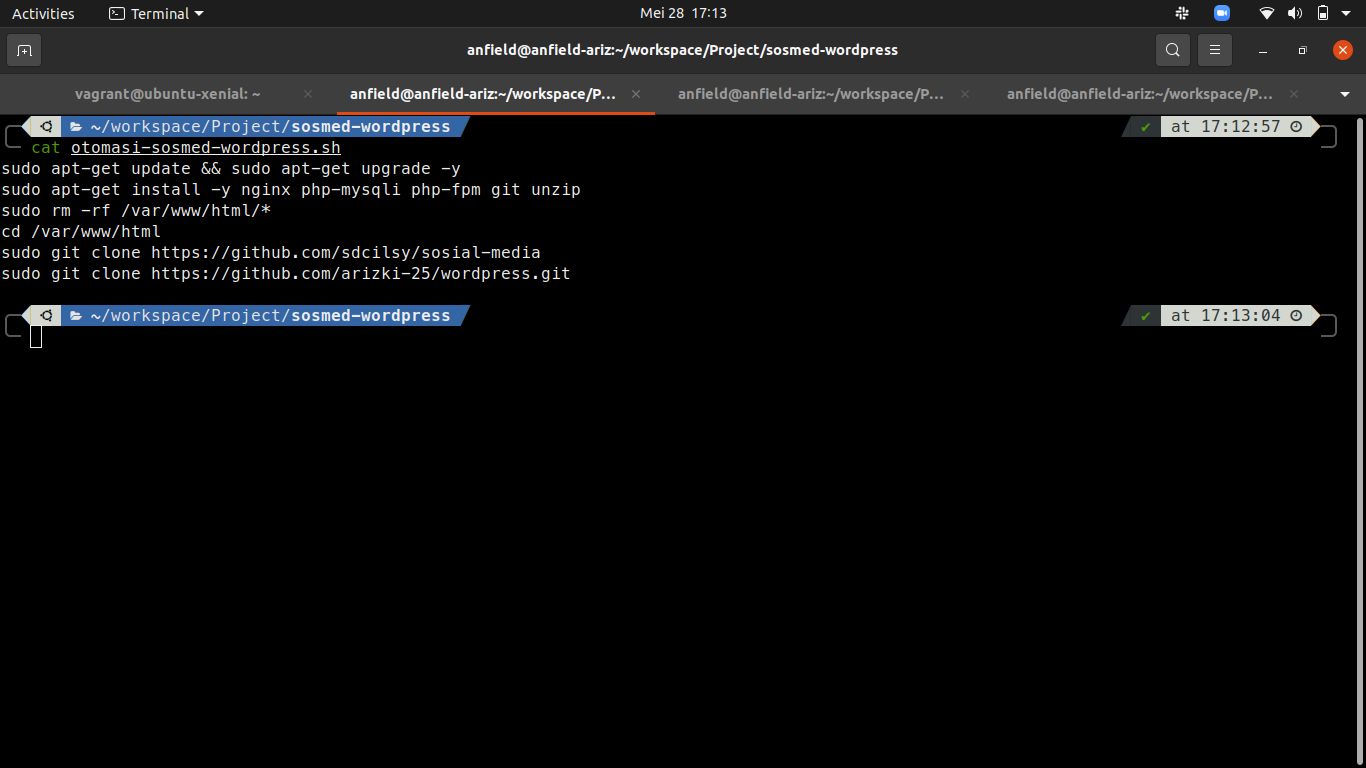 Activities Terminal Mei 28 17:13
anfield@anfield-ariz:~/workspace/Project/sosmed-wordpress
vagrant@ubuntu-xenial: ~ anfield@anfield-ariz:~/workspace/P... anfield@anfield-ariz:~/workspace/P... anfield@anfield-ariz:~/workspace/P...
~/workspace/Project/sosmed-wordpress ✔ at 17:12:57
cat otomasi-sosmed-wordpress.sh
sudo apt-get update && sudo apt-get upgrade -y
sudo apt-get install -y nginx php-mysqli php-fpm git unzip
sudo rm -rf /var/www/html/*
cd /var/www/html
sudo git clone https://github.com/sdcilsy/sosial-media
sudo git clone https://github.com/arizki-25/wordpress.git
~/workspace/Project/sosmed-wordpress ✔ at 17:13:04